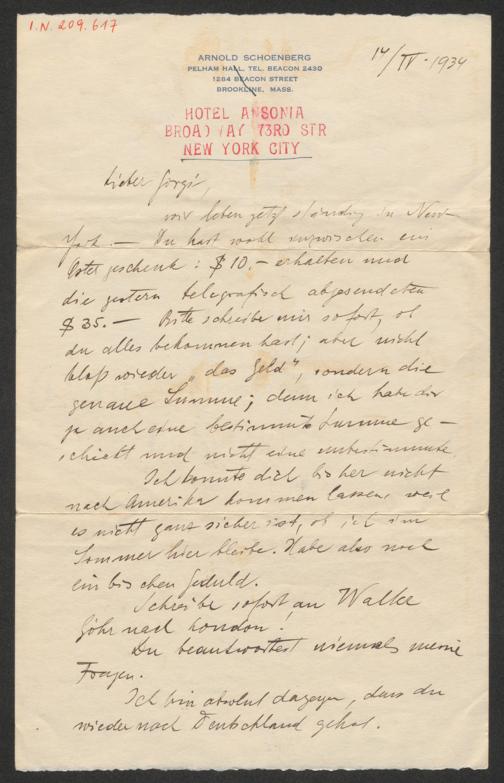 I.N. 209.617
14/IV. 1934
ARNOLD SCHOENBERG
PELHAM HALL, TEL. BEACON 2430
1284 BEACON STREET
BROOKLINE, MASS.
HOTEL ANSONIA
BROADWAY 73RD STR
NEW YORK CITY
Lieber Görgi,
wir leben jetzt ständig in New-
York. — Du hast wohl inzwischen ein
Ostergeschenk: $ 10.– erhalten und
die gestern telegrafisch abgesendeten
$ 35.— Bitte schreibe mir sofort, ob
du alles bekommen hast; aber nicht
bloß wieder „das Geld", sondern die
genaue Summe; denn ich habe dir
ja auch eine bestimmte Summe ge-
schickt und nicht eine unbestimmte.
Ich konnte dich bisher nicht
nach Amerika kommen lassen, weil
es nicht ganz sicher ist, ob ich im
Sommer hier bleibe. Habe also noch
ein bischen Geduld.
Schreibe sofort an Walke
Göhr nach London!
Du beantwortest niemals meine
Fragen.
Ich bin absolut dagegen, dass du
wieder nach Deutschland gehst.